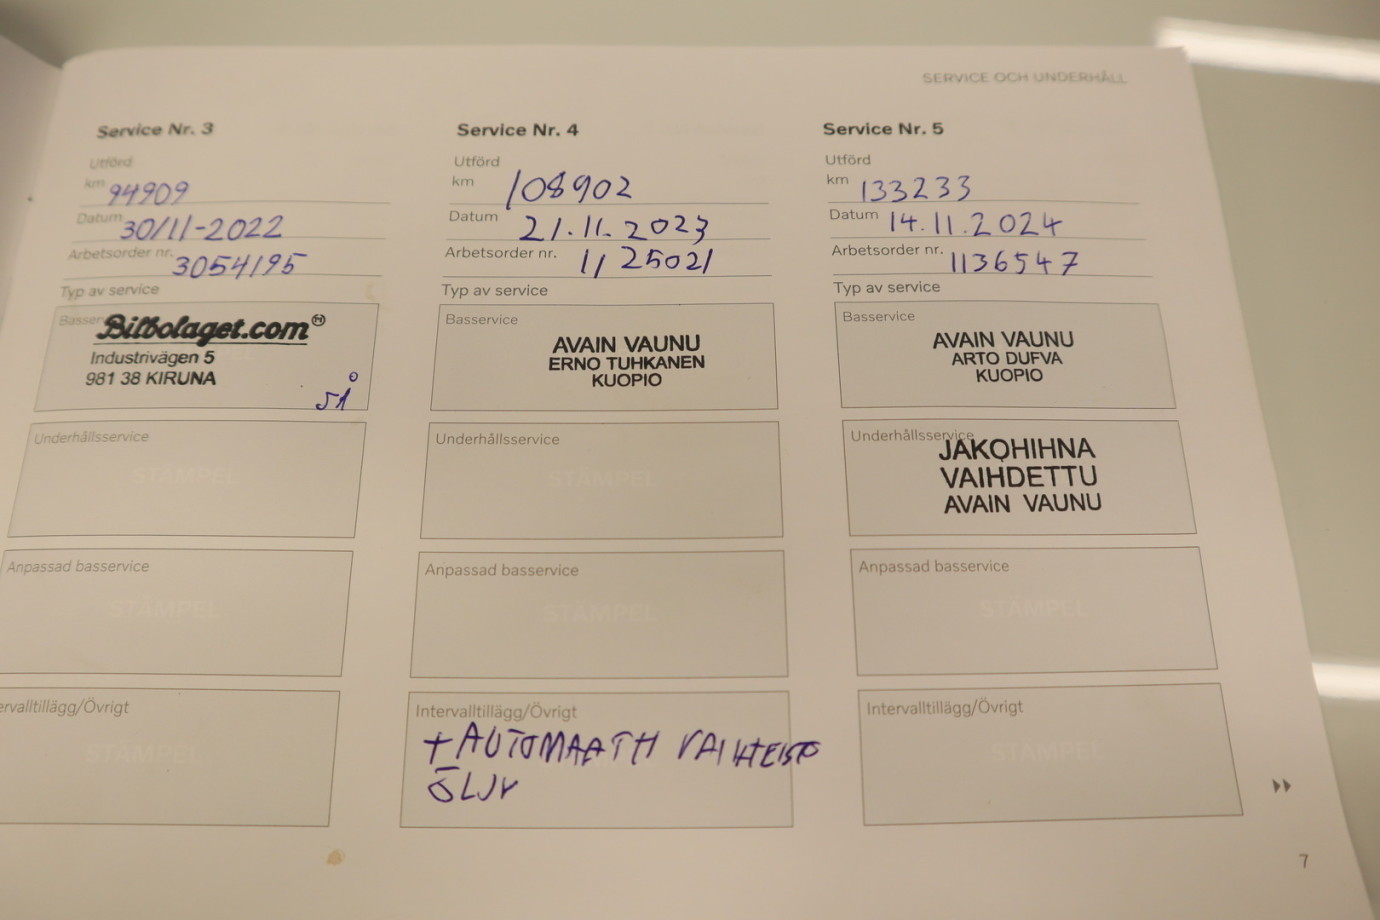 SERVICE OCH UNDERHÅLL
Service Nr. 3
Utförd
km 94909
Datum 30/11-2022
Arbetsorder nr. 3054195
Typ av service
Basser
Bilbolaget.com
Industrivägen 5
981 38 KIRUNA
Underhållsservice
STÄMPEL
Anpassad basservice
STÄMPEL
ervalltillägg/Övrigt
STÄMPEL
Service Nr. 4
Utförd
km 108902
Datum 21.11.2023
Arbetsorder nr. 1125021
Typ av service
Basservice
AVAIN VAUNU
ERNO TUHKANEN
KUOPIO
Underhållsservice
STÄMPEL
Anpassad basservice
STÄMPEL
Intervalltillägg/Övrigt
+ AUTOMAATTI VAIHTEISTO
ÖLJY
Service Nr. 5
Utförd
km 133233
Datum 14.11.2024
Arbetsorder nr. 1136547
Typ av service
Basservice
AVAIN VAUNU
ARTO DUFVA
KUOPIO
Underhållsservice
JAKOHIHNA
VAIHDETTU
AVAIN VAUNU
Anpassad basservice
STÄMPEL
Intervalltillägg/Övrigt
STÄMPEL
7